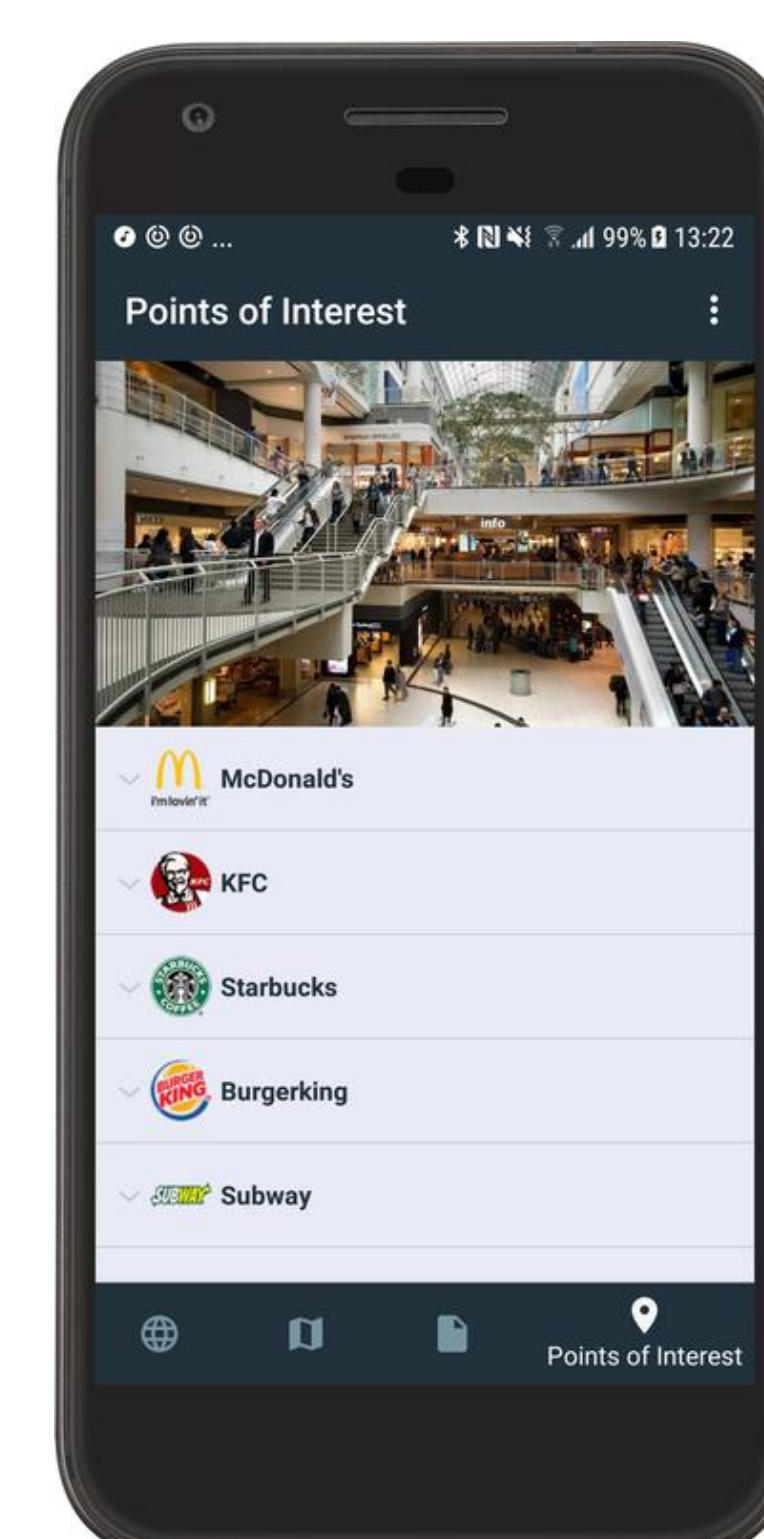 ... 99% 13:22
Points of Interest
info
i'm lovin' it
McDonald's
KFC
KFC
STARBUCKS COFFEE
Starbucks
BURGER KING
Burgerking
SUBWAY
Subway
Points of Interest